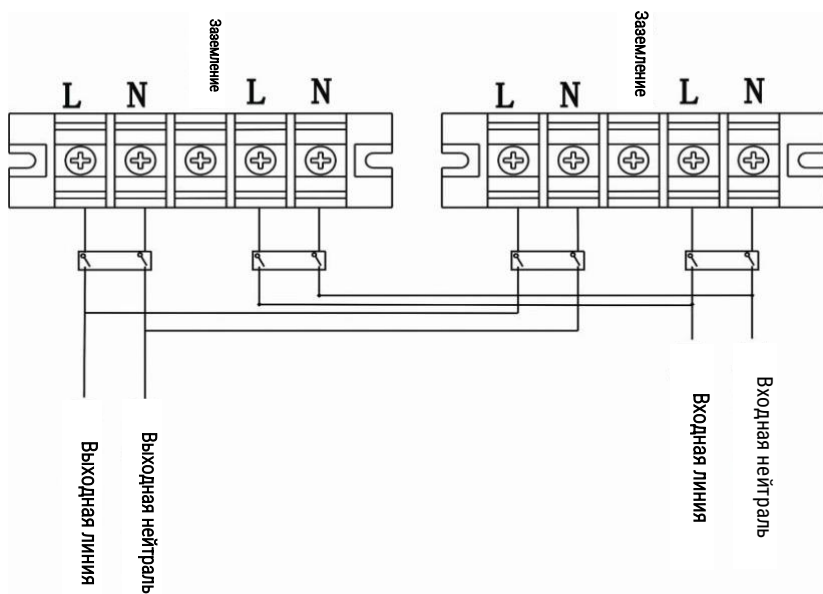 Заземление
L N L N
Заземление
L N L N
Выходная линия
Выходная нейтраль
Входная линия
Входная нейтраль